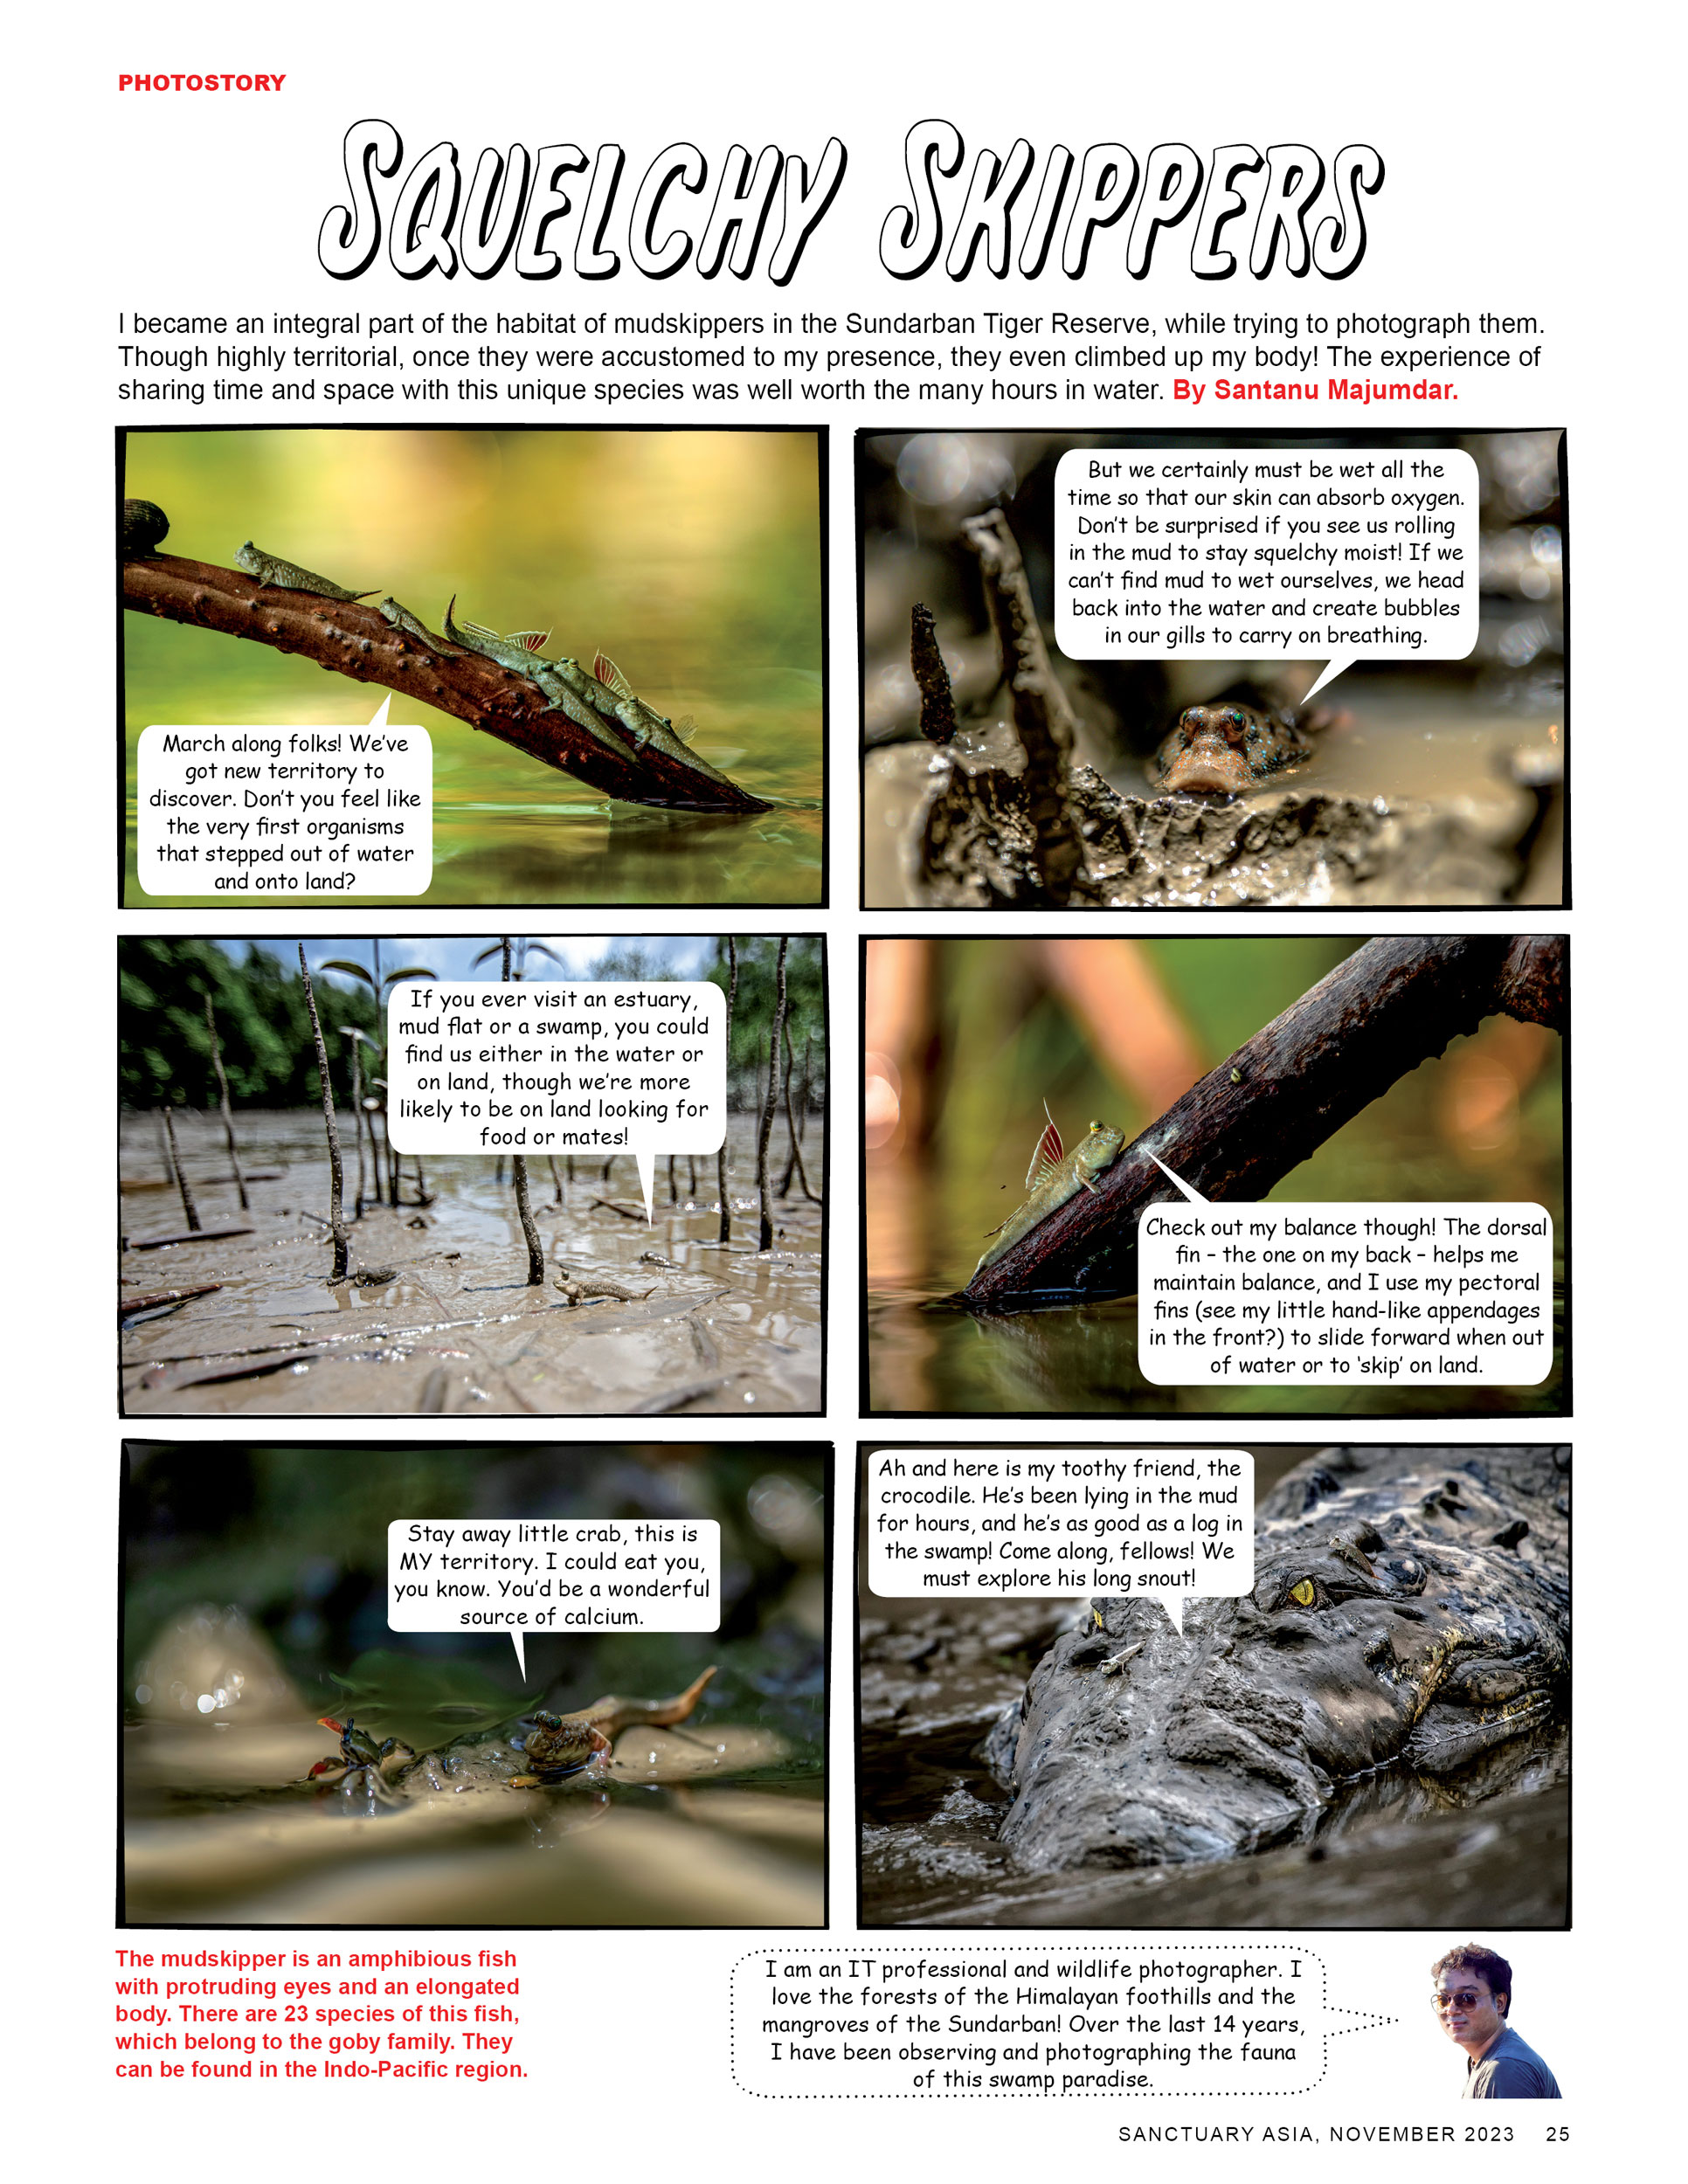 PHOTOSTORY
SQUELCHY SKIPPERS
I became an integral part of the habitat of mudskippers in the Sundarban Tiger Reserve, while trying to photograph them.
Though highly territorial, once they were accustomed to my presence, they even climbed up my body! The experience of
sharing time and space with this unique species was well worth the many hours in water. By Santanu Majumdar.
March along folks! We've
got new territory to
discover. Don't you feel like
the very first organisms
that stepped out of water
and onto land?
But we certainly must be wet all the
time so that our skin can absorb oxygen.
Don't be surprised if you see us rolling
in the mud to stay squelchy moist! If we
can't find mud to wet ourselves, we head
back into the water and create bubbles
in our gills to carry on breathing.
If you ever visit an estuary,
mud flat or a swamp, you could
find us either in the water or
on land, though we're more
likely to be on land looking for
food or mates!
Check out my balance though! The dorsal
fin – the one on my back – helps me
maintain balance, and I use my pectoral
fins (see my little hand-like appendages
in the front?) to slide forward when out
of water or to 'skip' on land.
Stay away little crab, this is
MY territory. I could eat you,
you know. You'd be a wonderful
source of calcium.
Ah and here is my toothy friend, the
crocodile. He's been lying in the mud
for hours, and he's as good as a log in
the swamp! Come along, fellows! We
must explore his long snout!
The mudskipper is an amphibious fish
with protruding eyes and an elongated
body. There are 23 species of this fish,
which belong to the goby family. They
can be found in the Indo-Pacific region.
I am an IT professional and wildlife photographer. I
love the forests of the Himalayan foothills and the
mangroves of the Sundarban! Over the last 14 years,
I have been observing and photographing the fauna
of this swamp paradise.
SANCTUARY ASIA, NOVEMBER 2023 25